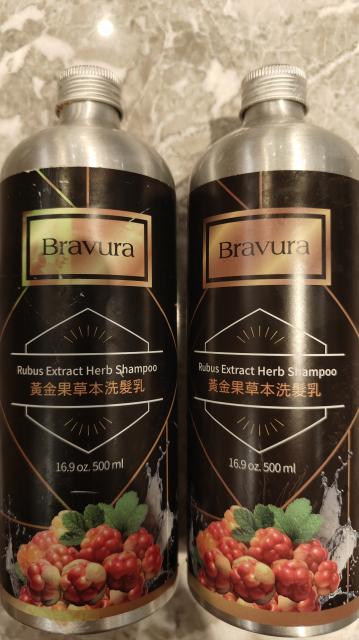 Bravura
Rubus Extract Herb Shampoo
黃金果草本洗髮乳
16.9 oz. 500 ml
Bravura
Rubus Extract Herb Shampoo
黃金果草本洗髮乳
16.9 oz. 500 ml